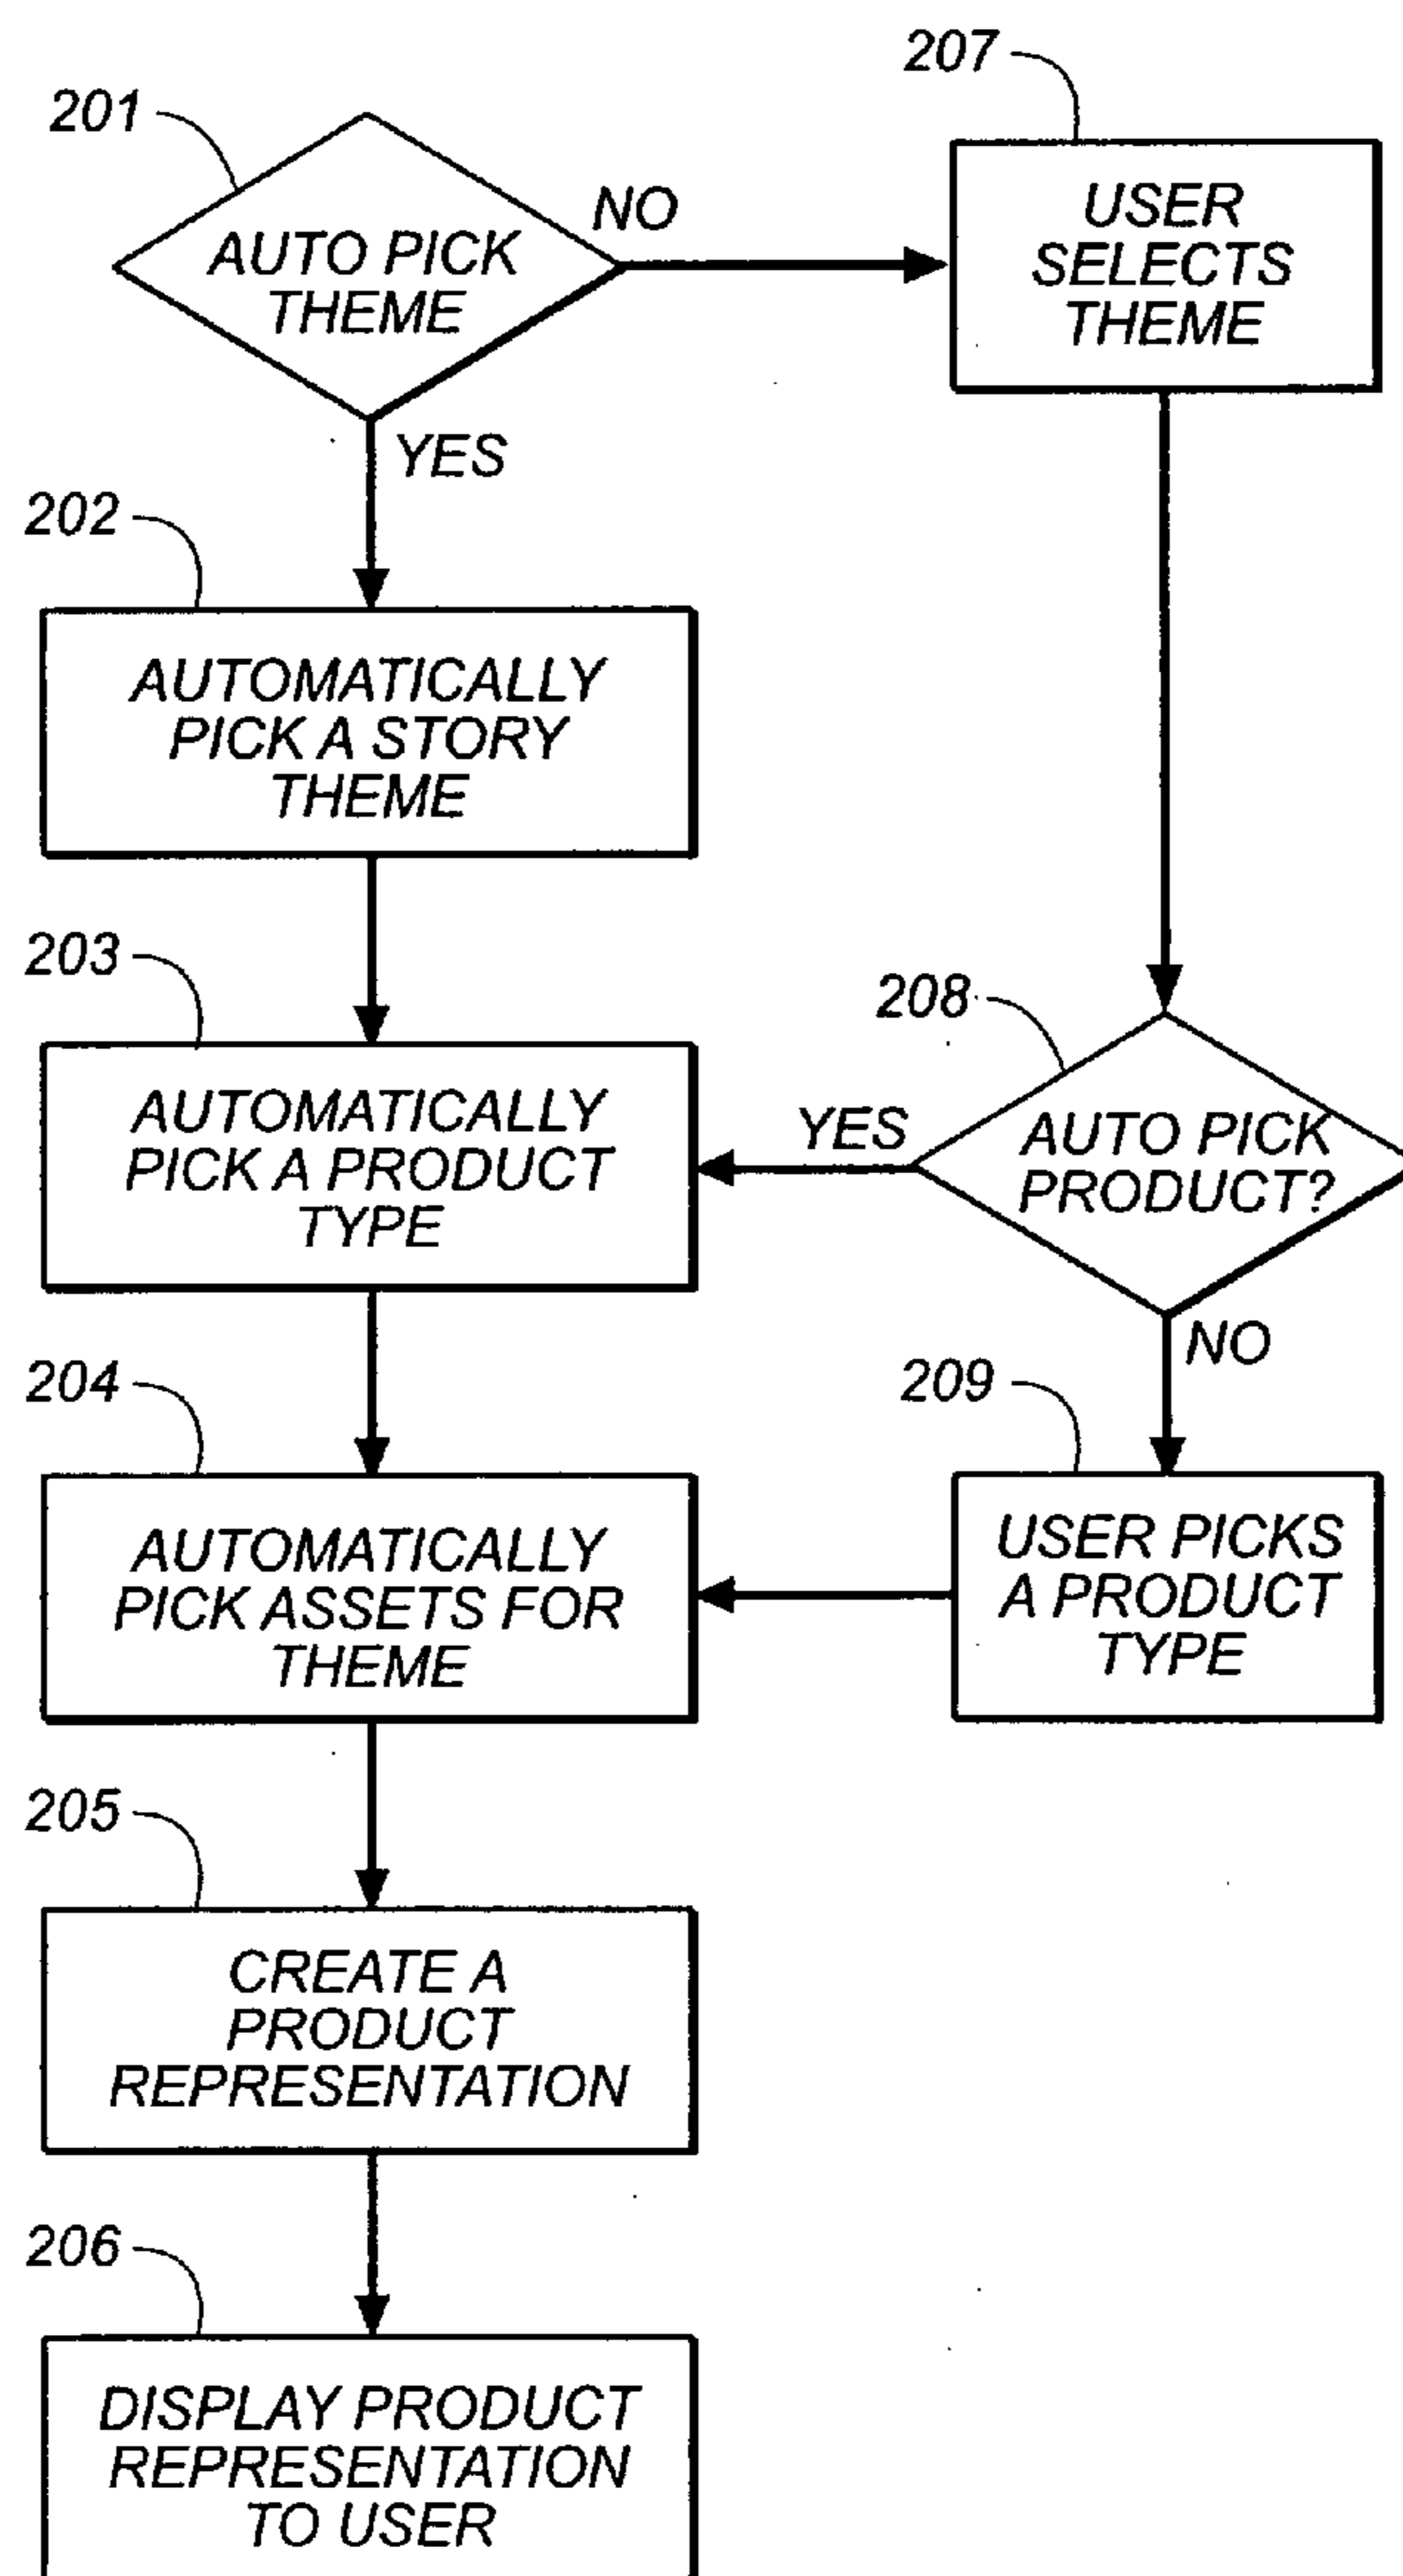 207
201
NO
AUTO PICK
THEME
USER
SELECTS
THEME
YES
202
AUTOMATICALLY
PICK A STORY
THEME
203
208
AUTOMATICALLY
PICK A PRODUCT
TYPE
YES
AUTO PICK
PRODUCT?
NO
204
209
AUTOMATICALLY
PICK ASSETS FOR
THEME
USER PICKS
A PRODUCT
TYPE
205
CREATE A
PRODUCT
REPRESENTATION
206
DISPLAY PRODUCT
REPRESENTATION
TO USER